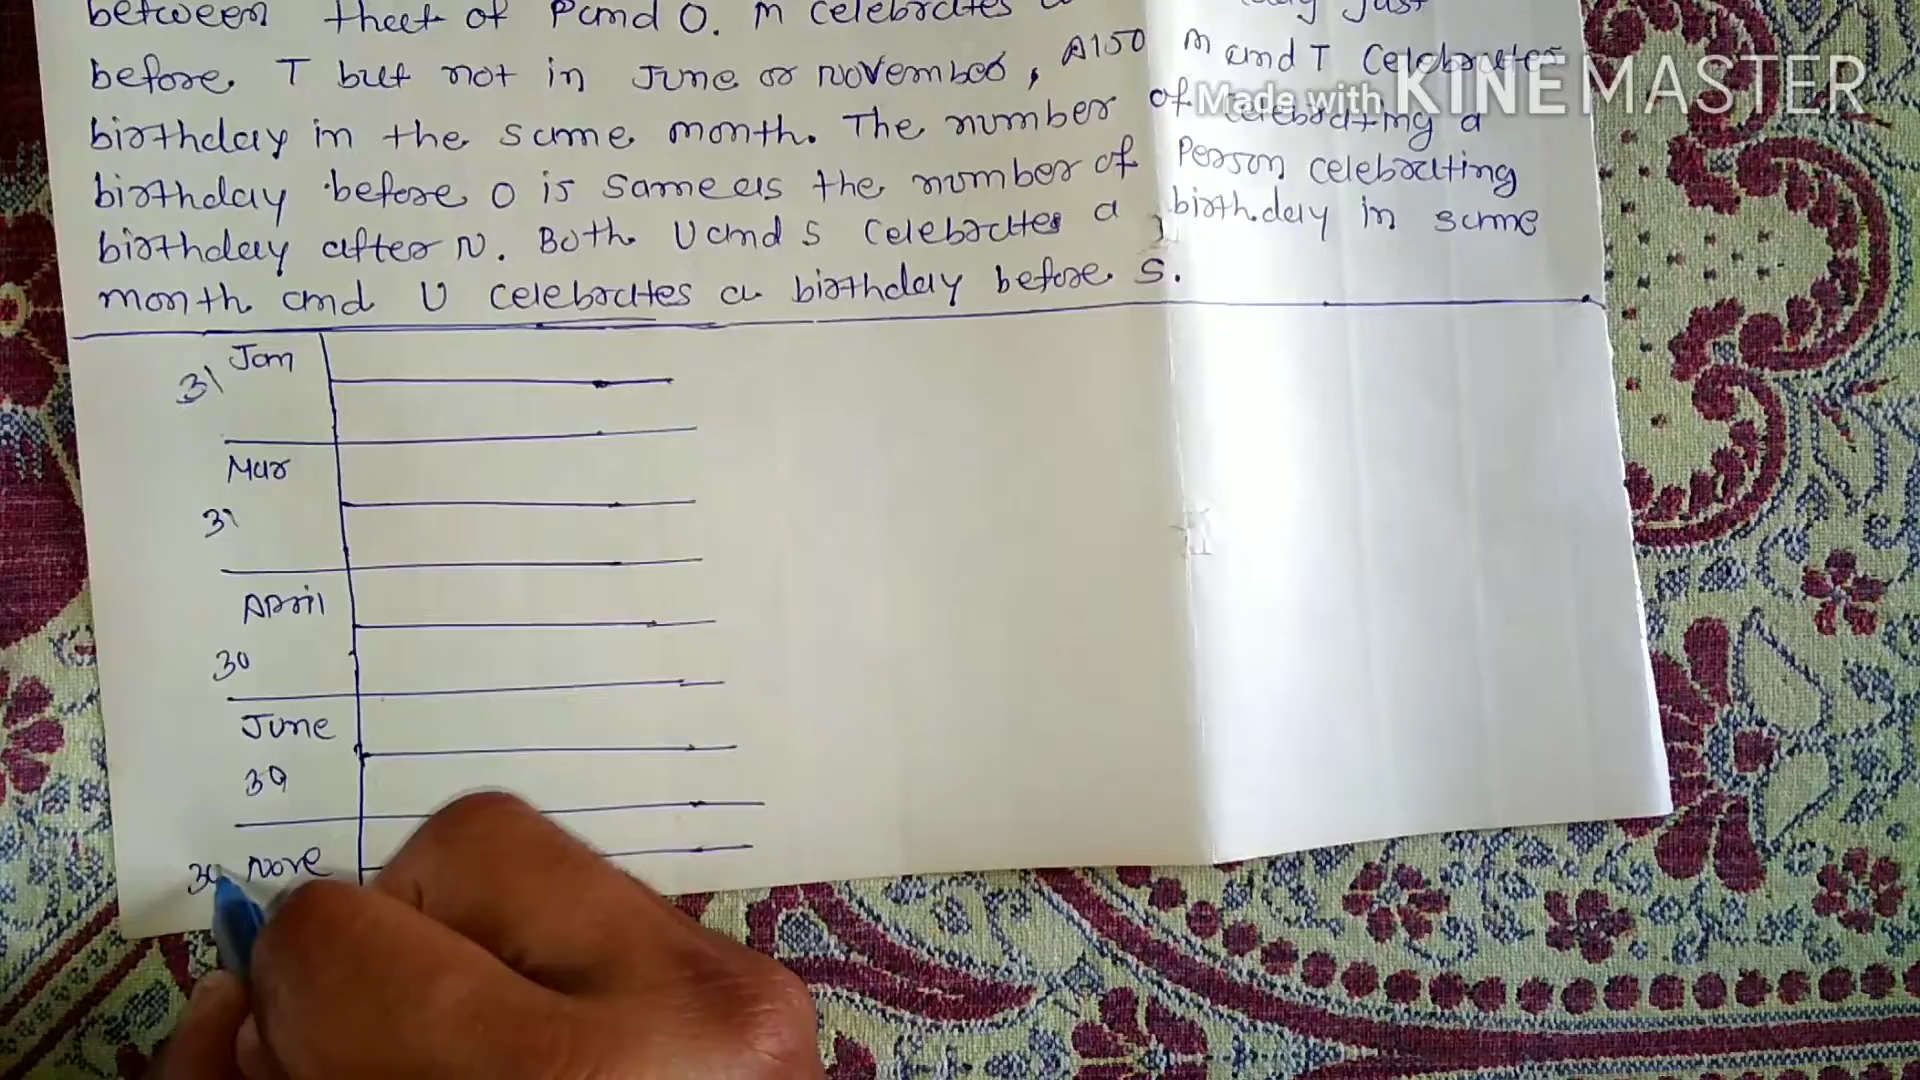 between that of P and O. M celebrates
before T but not in June or November, Also M and T celebrates
birthday in the same month. The number of celebrating a
birthday before O is same as the number of Person celebrating
birthday after N. Both U and S celebrates a birthday in same
month and U celebrates a birthday before S.
Made with KINEMASTER
Jan
31
Mar
31
April
30
June
30
Nove
30